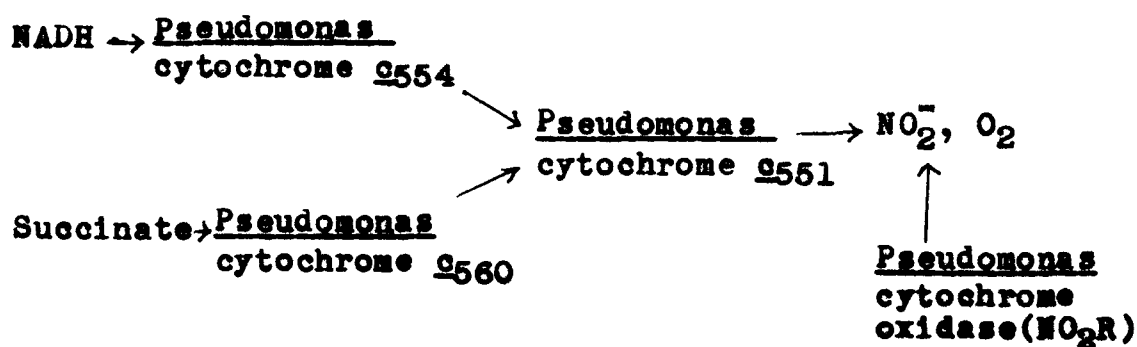 NADH → Pseudomonas
cytochrome c554
Pseudomonas → NO2-, O2
cytochrome c551
Succinate → Pseudomonas
cytochrome c560
Pseudomonas
cytochrome
oxidase(NO2R)